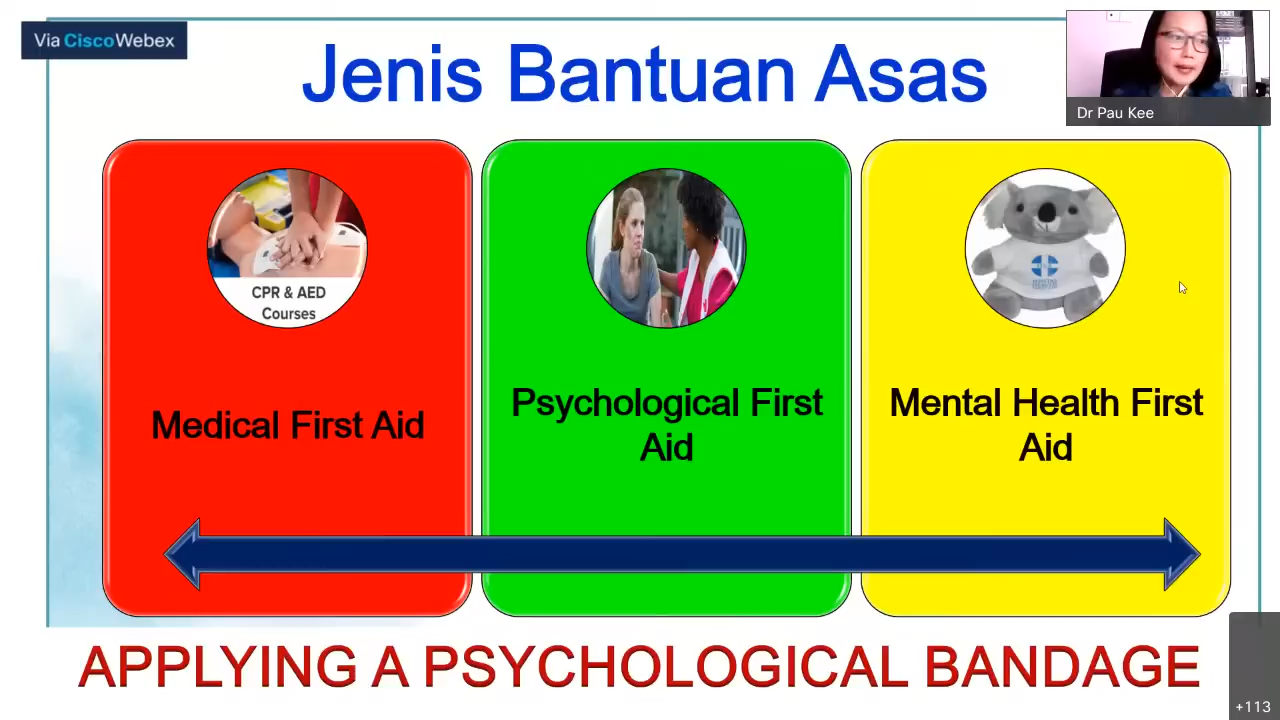 Via CiscoWebex
Jenis Bantuan Asas
Dr Pau Kee
CPR & AED
Courses
Medical First Aid
Psychological First
Aid
Mental Health First
Aid
APPLYING A PSYCHOLOGICAL BANDAGE
+113